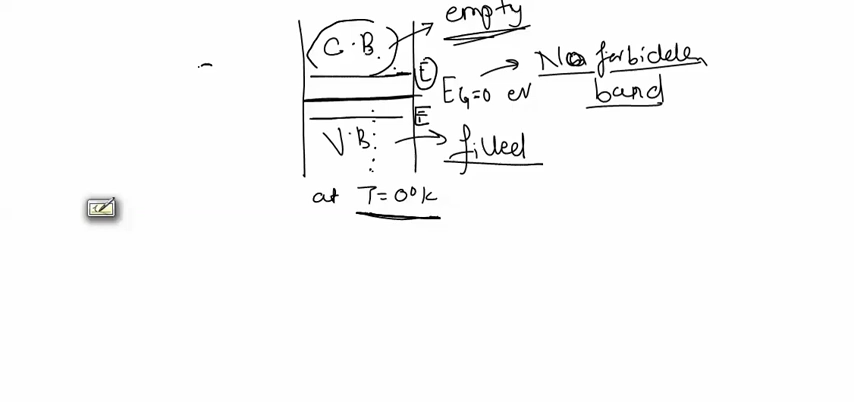 empty
C.B.
E
No forbidden
EG=0 eV
band
E
V.B.
filled
at T=0°K